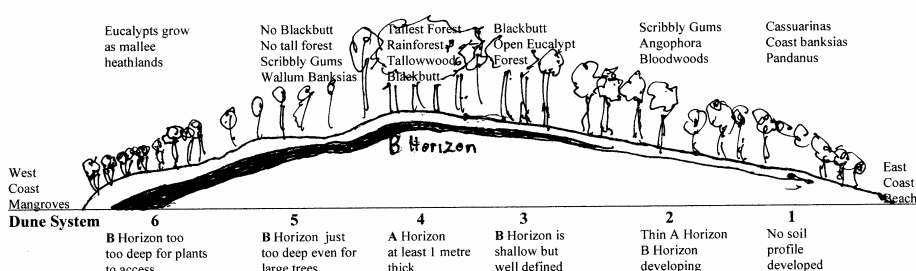 Eucalypts grow
as mallee
heathlands
No Blackbutt
No tall forest
Scribbly Gums
Wallum Banksias
Tallest Forest
Rainforest
Tallowwoods
Blackbutt
Blackbutt
Open Eucalypt
Forest
Scribbly Gums
Angophora
Bloodwoods
Cassuarinas
Coast banksias
Pandanus
B Horizon
West
Coast
Mangroves
East
Coast
Beach
Dune System 6 5 4 3 2 1
B Horizon too
too deep for plants
to access
B Horizon just
too deep even for
large trees
A Horizon
at least 1 metre
thick
B Horizon is
shallow but
well defined
Thin A Horizon
B Horizon
developing
No soil
profile
developed